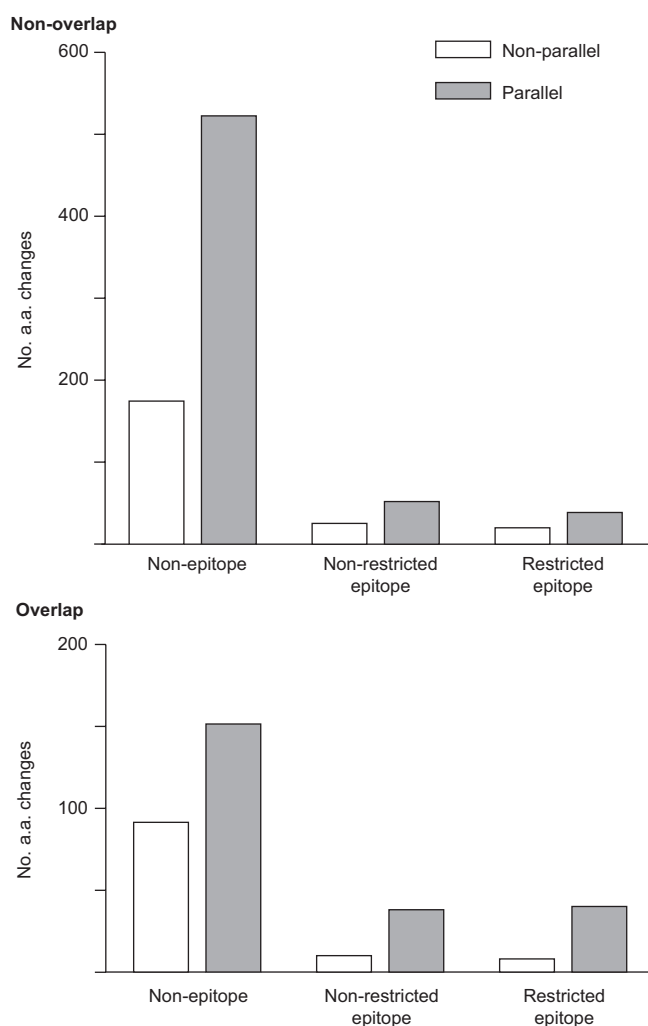 Non-overlap
600
Non-parallel
Parallel
400
No. a.a. changes
200
Non-epitope
Non-restricted
epitope
Restricted
epitope
Overlap
200
No. a.a. changes
100
Non-epitope
Non-restricted
epitope
Restricted
epitope